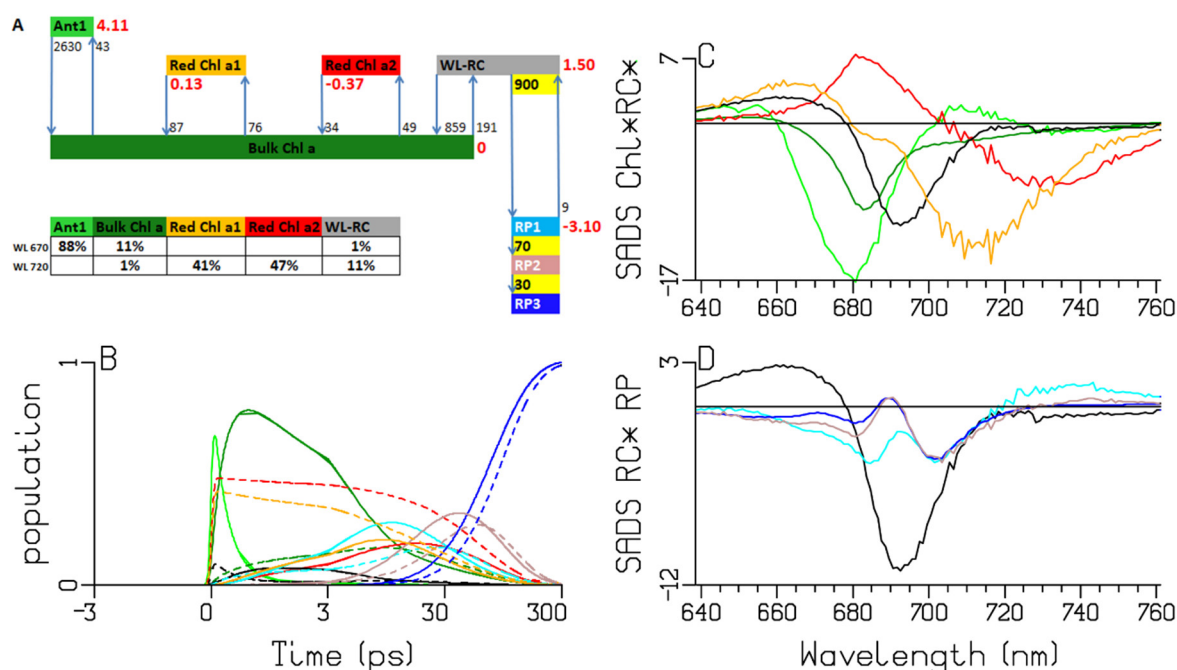 A
Ant1 4.11
2630 43
Red Chl a1
0.13
Red Chl a2
-0.37
WL-RC 1.50
900
87 76 34 49 859 191
Bulk Chl a 0
9
RP1 -3.10
70
RP2
30
RP3
Ant1 Bulk Chl a Red Chl a1 Red Chl a2 WL-RC
WL 670 88% 11% 1%
WL 720 1% 41% 47% 11%
B
1
0
population
-3 0 3 30 300
Time (ps)
C
7
-17
SADS Chl*RC*
640 660 680 700 720 740 760
D
3
-12
SADS RC* RP
640 660 680 700 720 740 760
Wavelength (nm)